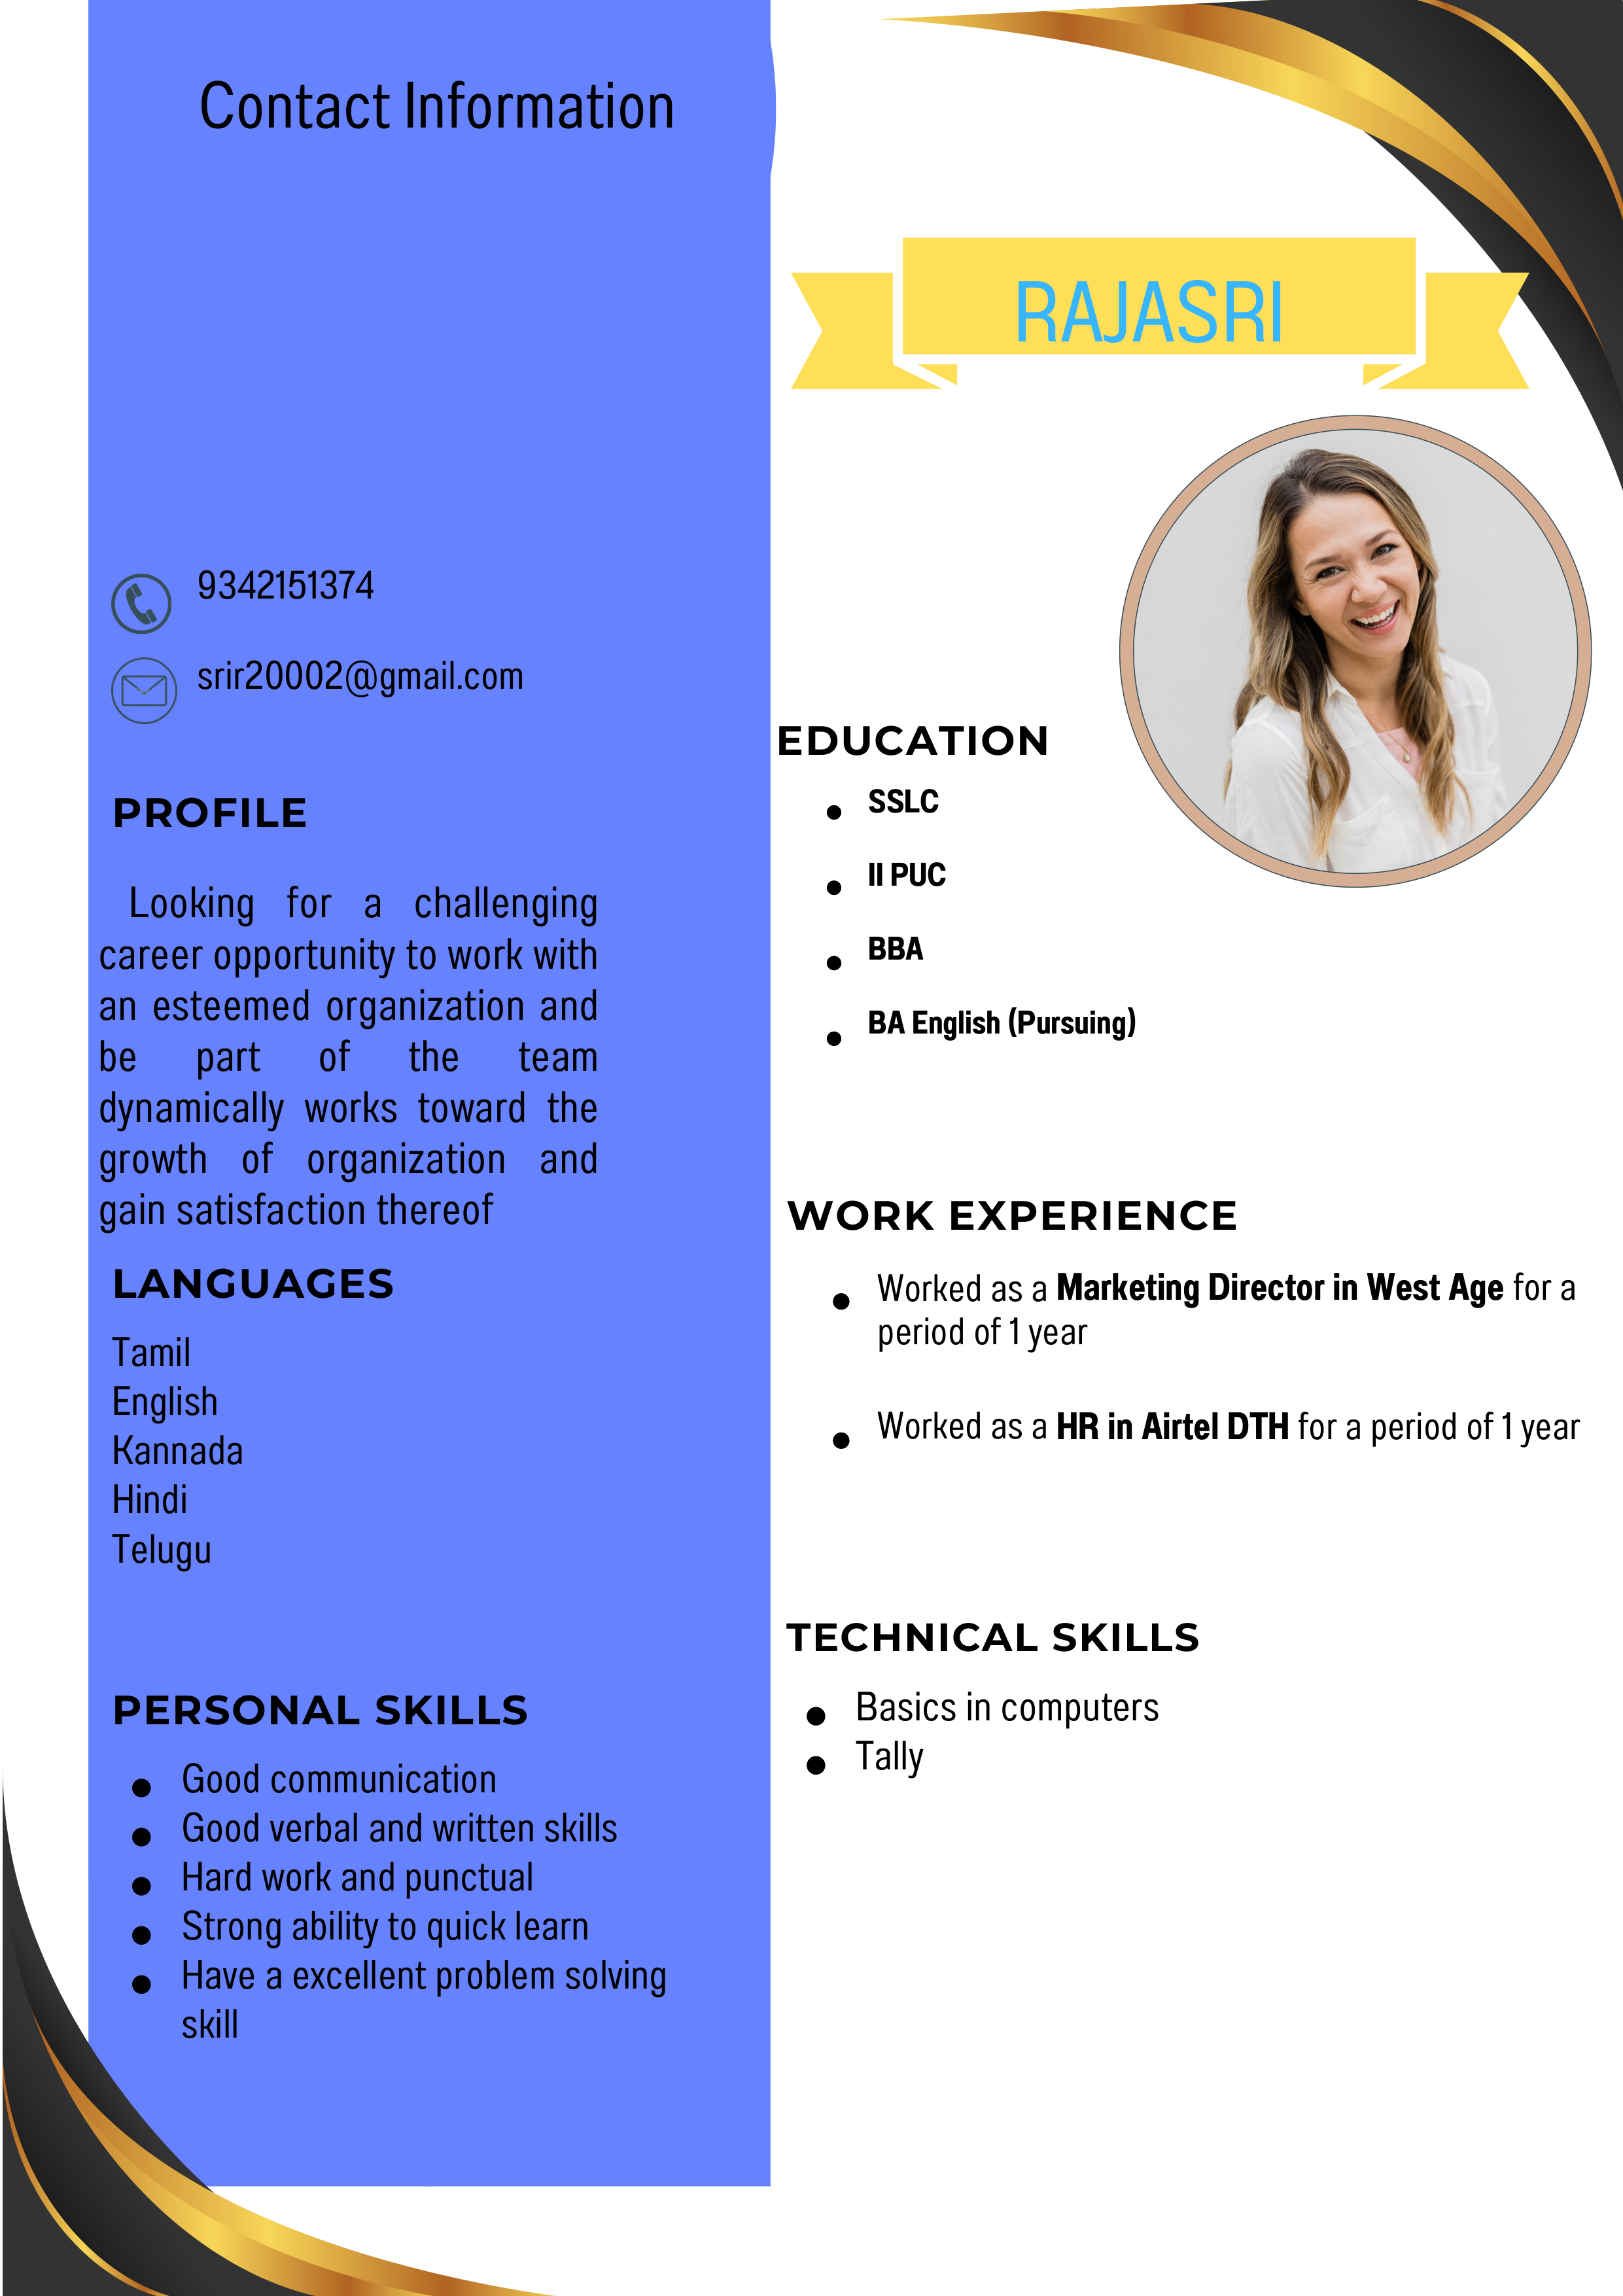 Contact Information
9342151374
srir20002@gmail.com
PROFILE
Looking for a challenging
career opportunity to work with
an esteemed organization and
be part of the team
dynamically works toward the
growth of organization and
gain satisfaction thereof
LANGUAGES
Tamil
English
Kannada
Hindi
Telugu
PERSONAL SKILLS
Good communication
Good verbal and written skills
Hard work and punctual
Strong ability to quick learn
Have a excellent problem solving
skill
RAJASRI
EDUCATION
SSLC
II PUC
BBA
BA English (Pursuing)
WORK EXPERIENCE
Worked as a Marketing Director in West Age for a
period of 1 year
Worked as a HR in Airtel DTH for a period of 1 year
TECHNICAL SKILLS
Basics in computers
Tally